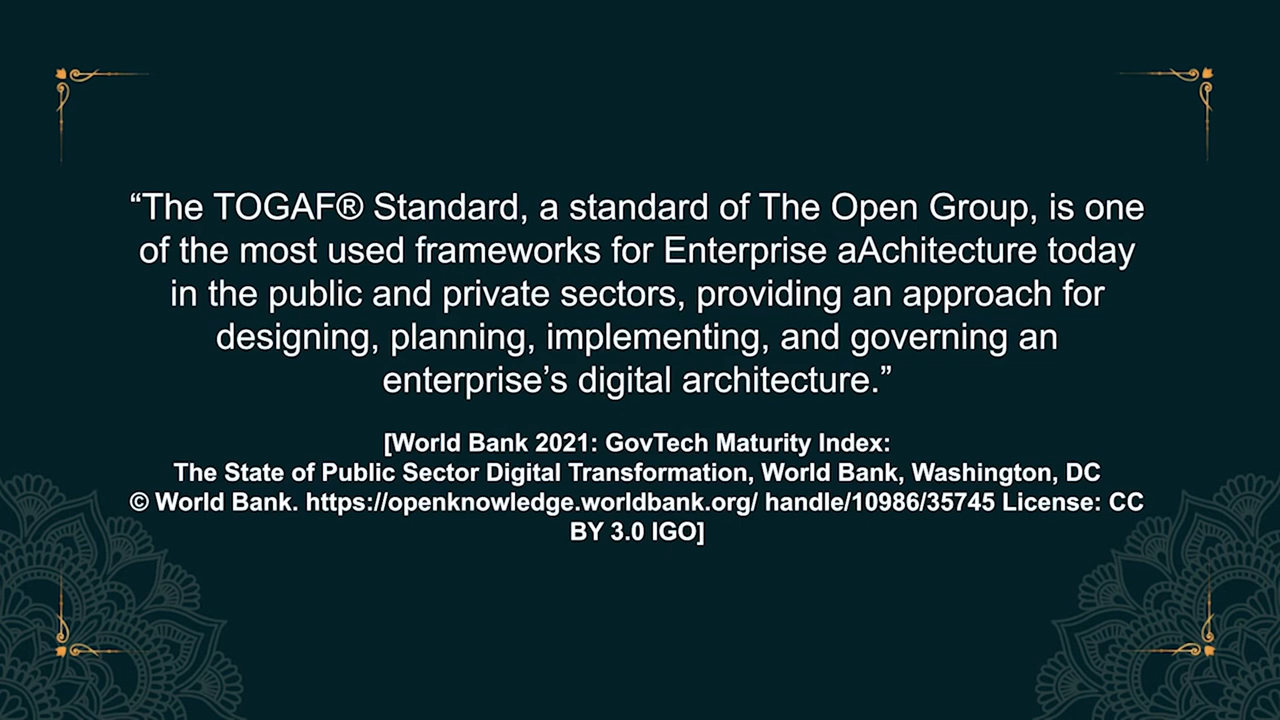 “The TOGAF® Standard, a standard of The Open Group, is one
of the most used frameworks for Enterprise aAchitecture today
in the public and private sectors, providing an approach for
designing, planning, implementing, and governing an
enterprise’s digital architecture.”
[World Bank 2021: GovTech Maturity Index:
The State of Public Sector Digital Transformation, World Bank, Washington, DC
© World Bank. https://openknowledge.worldbank.org/ handle/10986/35745 License: CC
BY 3.0 IGO]